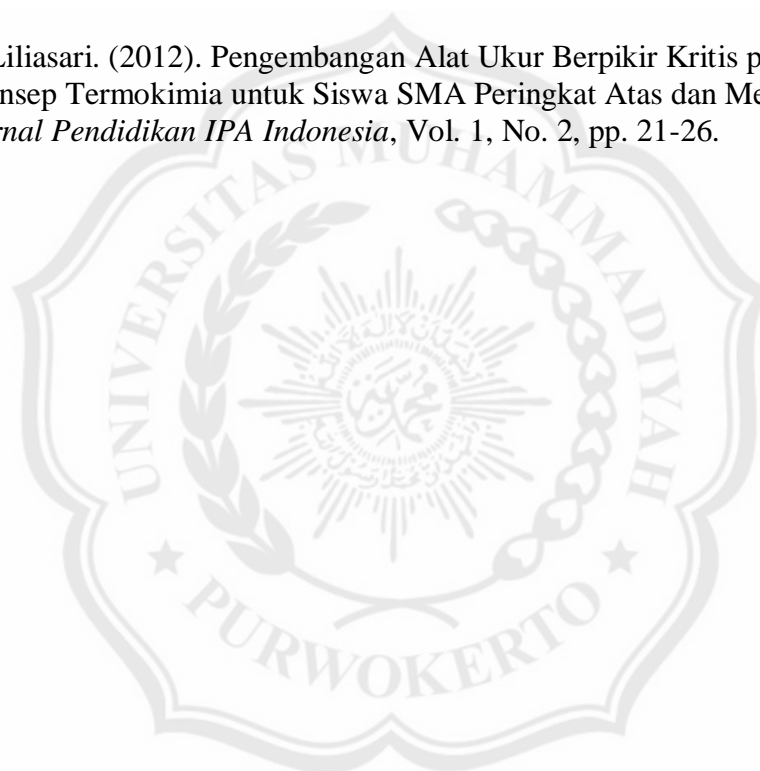 Liliasari. (2012). Pengembangan Alat Ukur Berpikir Kritis p
nsep Termokimia untuk Siswa SMA Peringkat Atas dan Me
rnal Pendidikan IPA Indonesia, Vol. 1, No. 2, pp. 21-26.
UNIVERSITAS MUHAMMADIYAH
PURWOKERTO